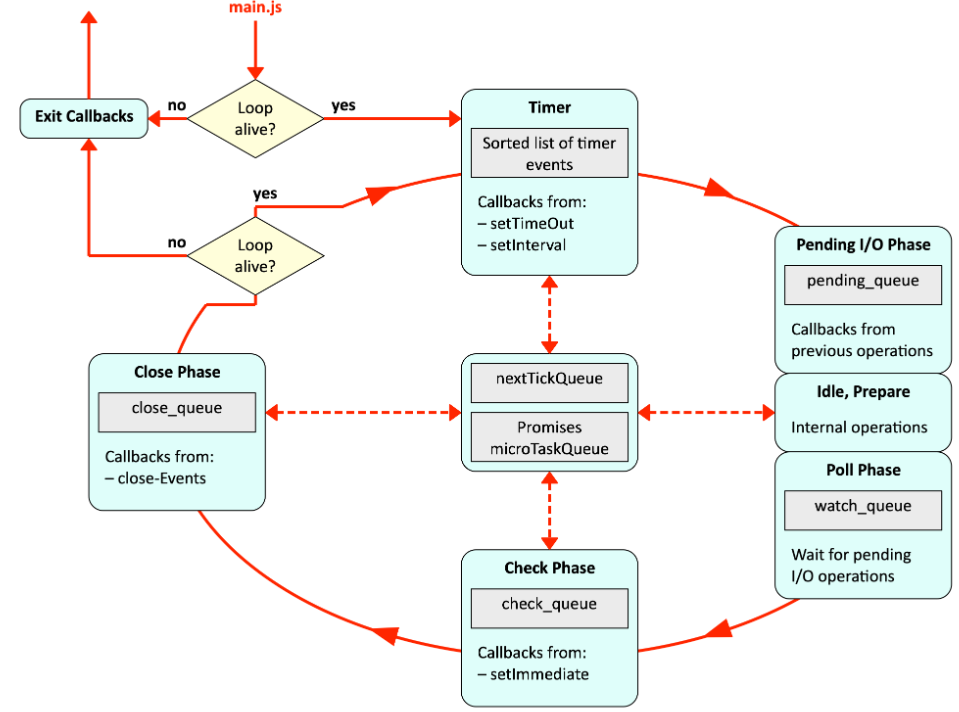 main.js
Loop
alive?
no
yes
Exit Callbacks
Timer
Sorted list of timer
events
Callbacks from:
– setTimeOut
– setInterval
yes
no
Loop
alive?
Pending I/O Phase
pending_queue
Callbacks from
previous operations
Idle, Prepare
Internal operations
Poll Phase
watch_queue
Wait for pending
I/O operations
nextTickQueue
Promises
microTaskQueue
Close Phase
close_queue
Callbacks from:
– close-Events
Check Phase
check_queue
Callbacks from:
– setImmediate